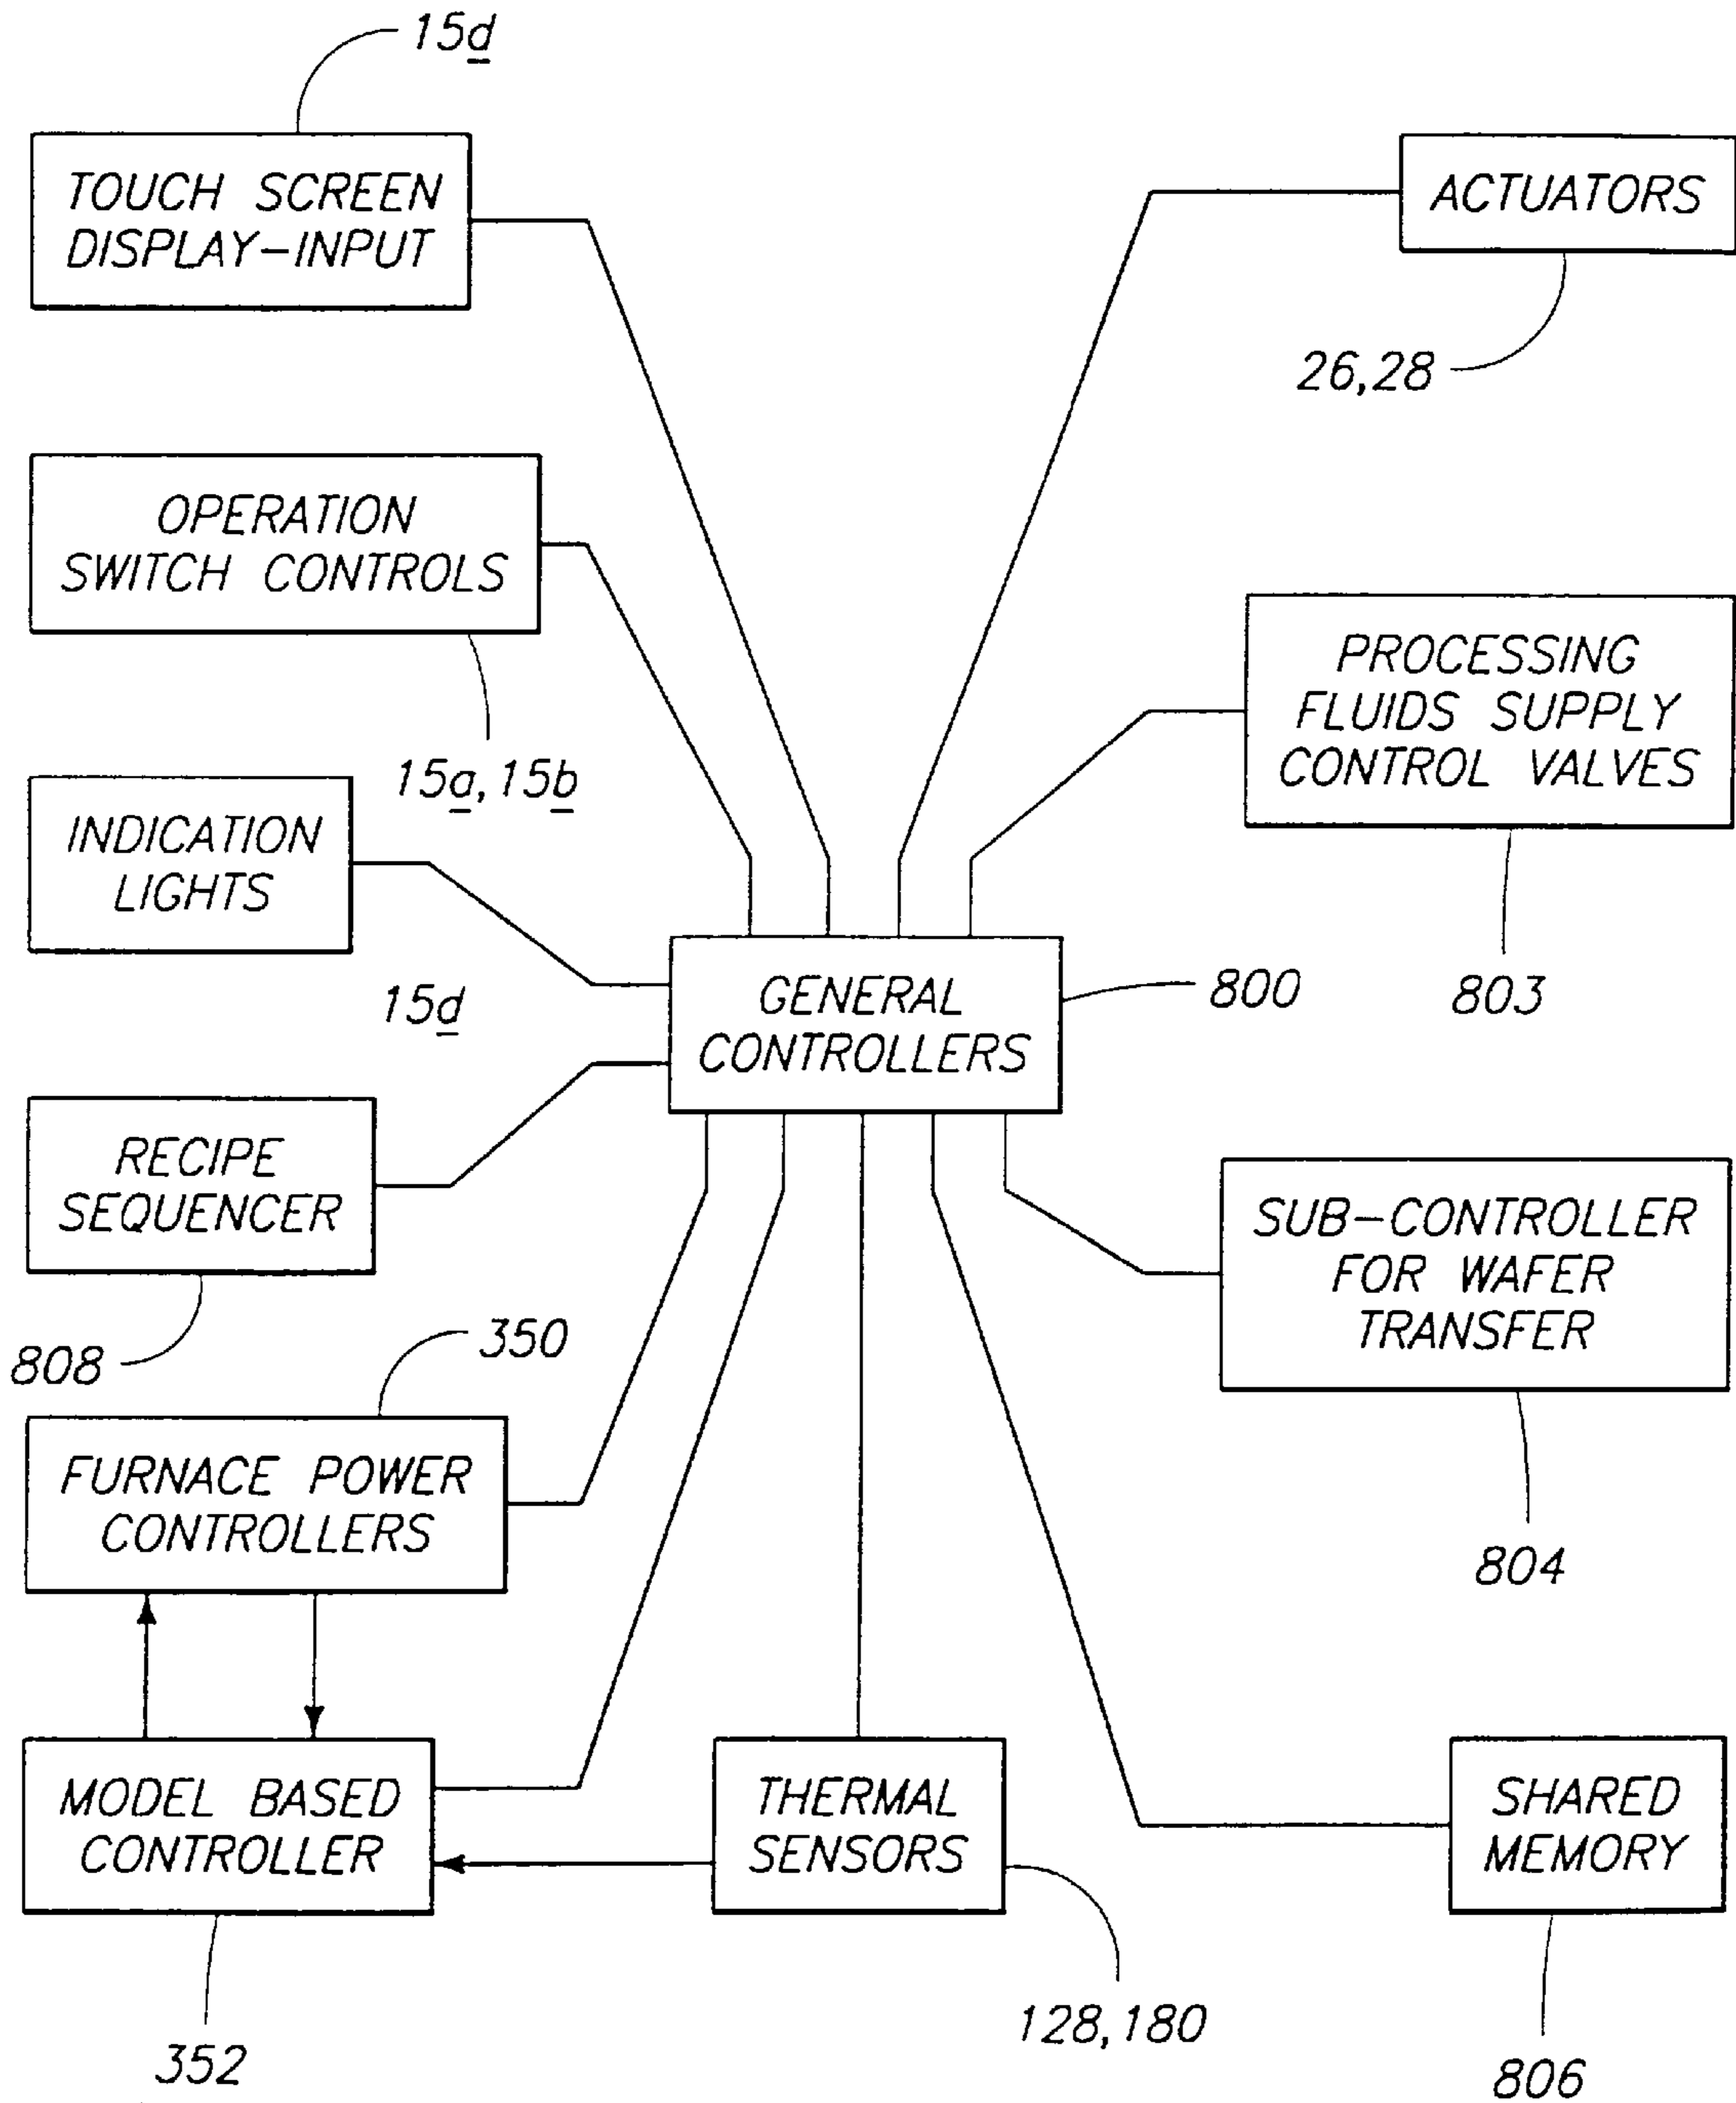 15d
TOUCH SCREEN
DISPLAY-INPUT
ACTUATORS
26,28
OPERATION
SWITCH CONTROLS
15a, 15b
PROCESSING
FLUIDS SUPPLY
CONTROL VALVES
803
INDICATION
LIGHTS
15d
GENERAL
CONTROLLERS
800
RECIPE
SEQUENCER
808
SUB-CONTROLLER
FOR WAFER
TRANSFER
804
350
FURNACE POWER
CONTROLLERS
MODEL BASED
CONTROLLER
352
THERMAL
SENSORS
128,180
SHARED
MEMORY
806